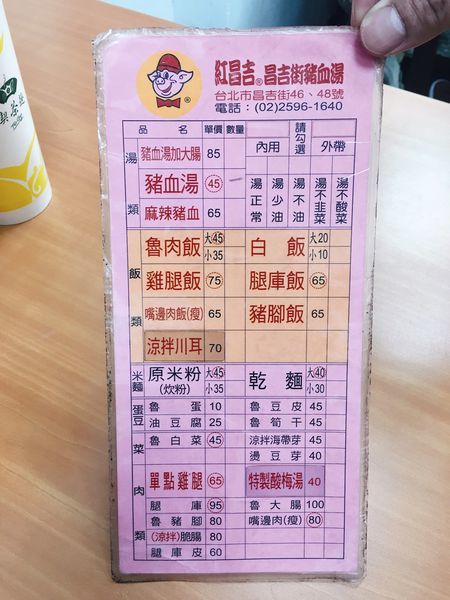 紅昌吉® 昌吉街豬血湯
台北市昌吉街46、48號
電話：(02)2596-1640
品 名 單價 數量 請勾選 內用 外帶
湯類
豬血湯加大腸 85
豬血湯 45
麻辣豬血 65
湯正常 湯少油 湯不油 湯不韭菜 湯不酸菜
飯類
魯肉飯 大45 小35 白飯 大20 小10
雞腿飯 75 腿庫飯 65
嘴邊肉飯(瘦) 65 豬腳飯 65
涼拌川耳 70
米麵
原米粉(炊粉) 大45 小35 乾麵 大40 小30
蛋豆菜
魯蛋 10 魯豆皮 45
油豆腐 25 魯筍干 45
魯白菜 45 涼拌海帶芽 45
燙豆芽 40
肉類
單點雞腿 65 特製酸梅湯 40
腿庫 95 魯大腸 100
魯豬腳 80 嘴邊肉(瘦) 80
(涼拌)脆腸 80
腿庫皮 60